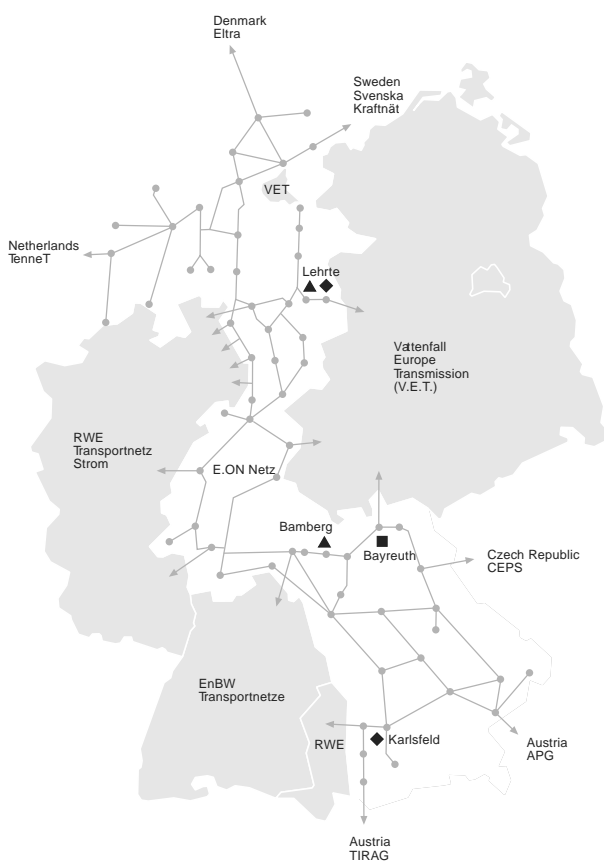 Denmark
Eltra
Sweden
Svenska
Kraftnät
VET
Netherlands
TenneT
Lehrte
Vattenfall
Europe
Transmission
(V.E.T.)
RWE
Transportnetz
Strom
E.ON Netz
Bamberg
Bayreuth
Czech Republic
CEPS
EnBW
Transportnetze
RWE
Karlsfeld
Austria
APG
Austria
TIRAG